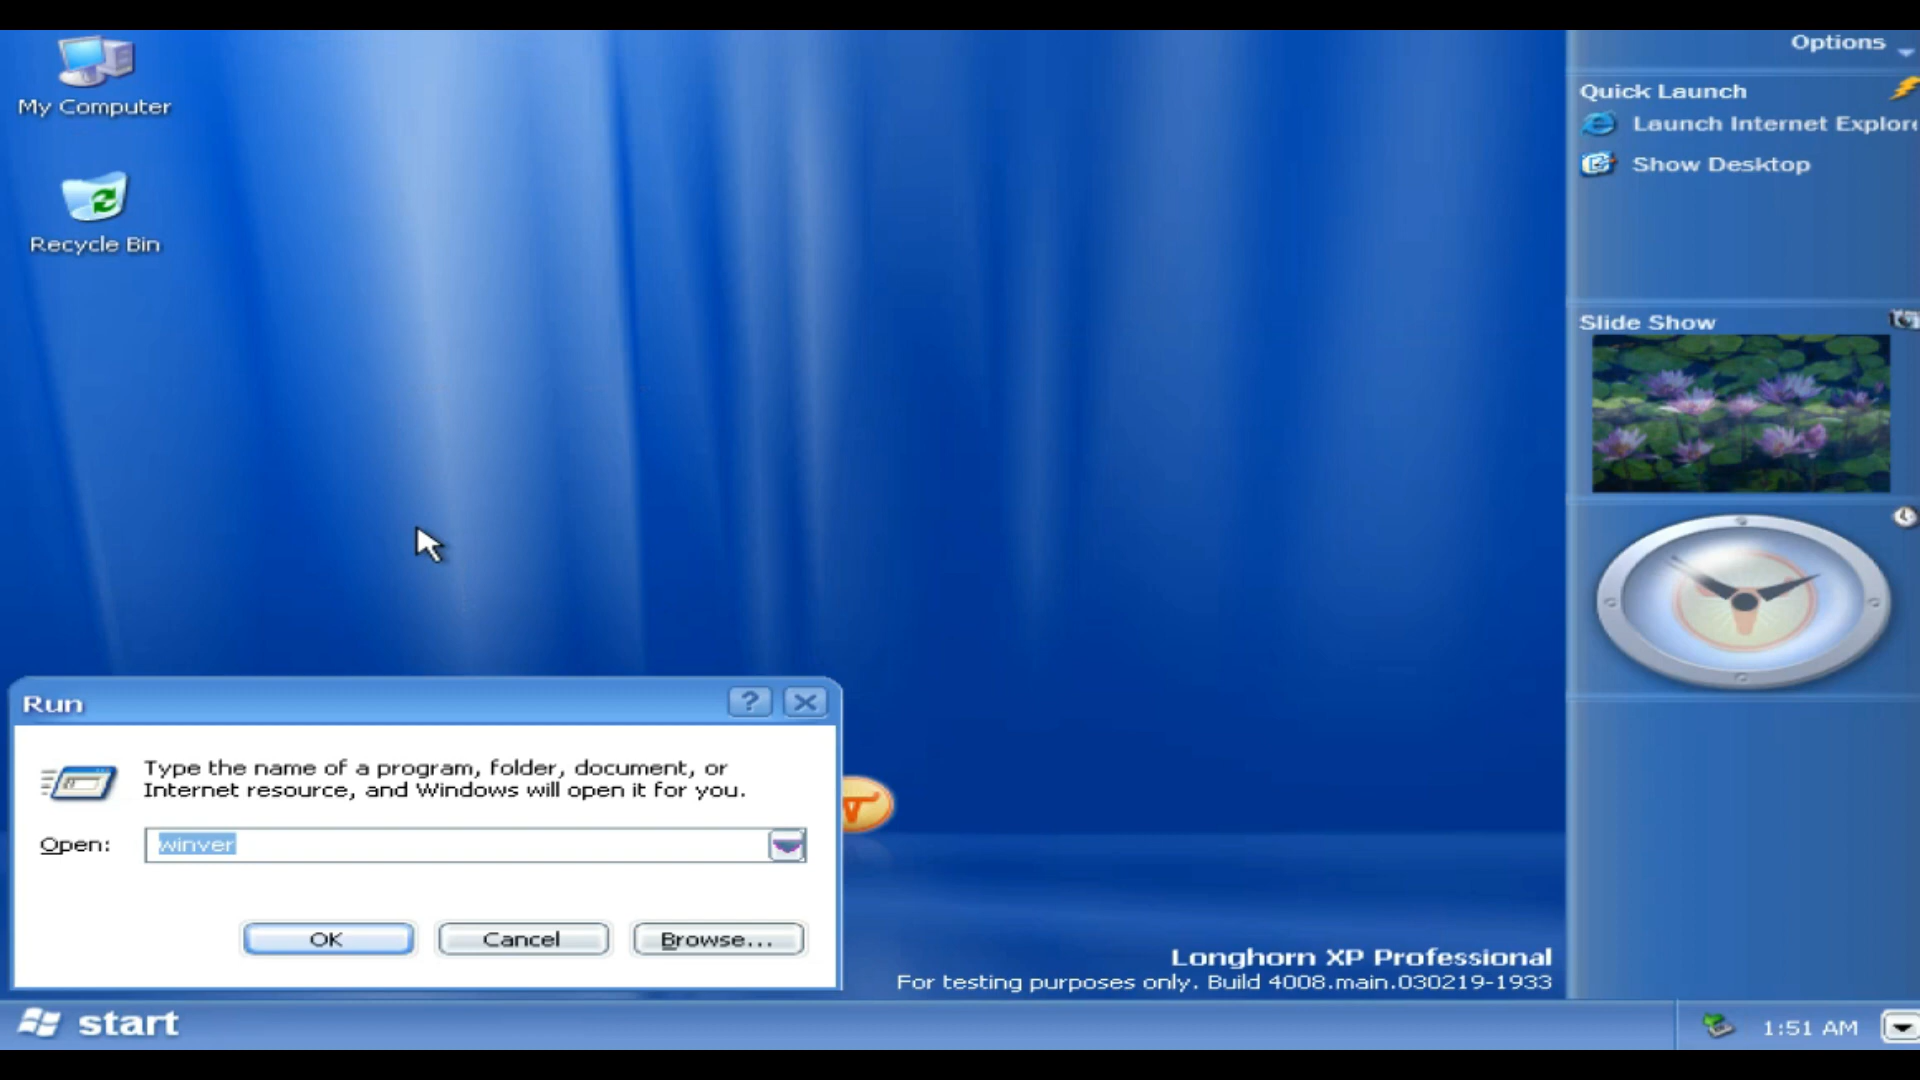 My Computer
Recycle Bin
Options
Quick Launch
Launch Internet Explore
Show Desktop
Slide Show
Run
Type the name of a program, folder, document, or
Internet resource, and Windows will open it for you.
Open:
winver
OK
Cancel
Browse...
Longhorn XP Professional
For testing purposes only. Build 4008.main.030219-1933
start
1:51 AM